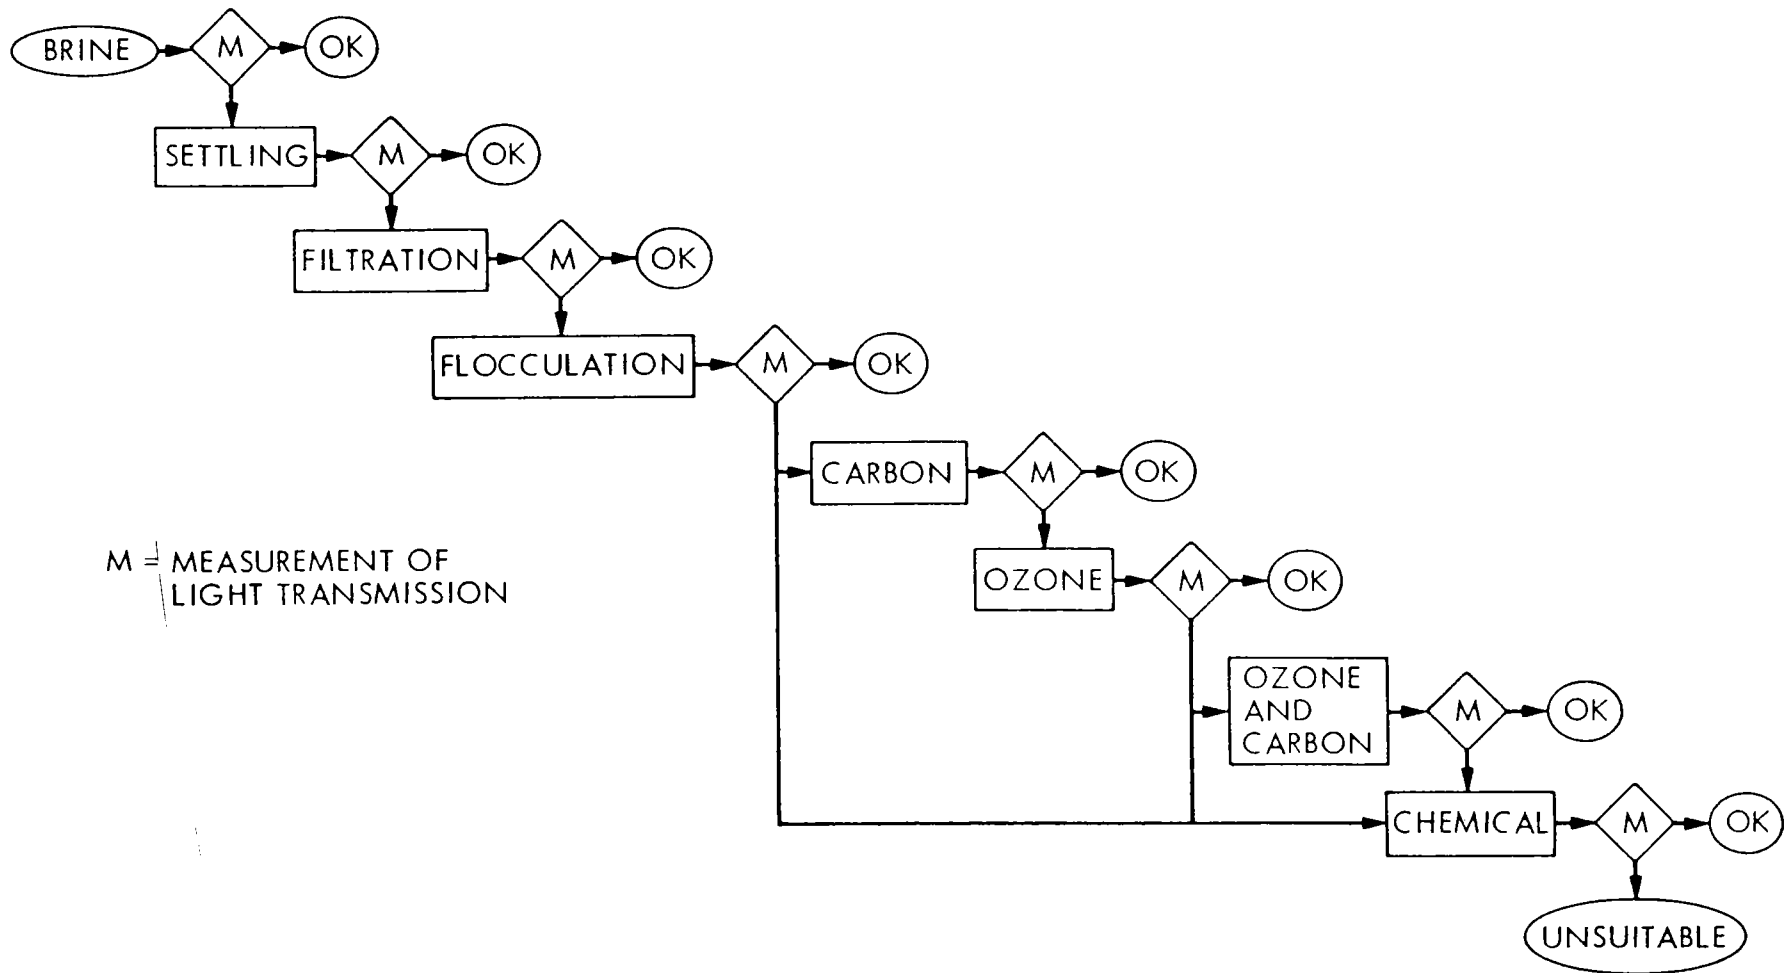 BRINE
M
OK
SETTLING
M
OK
FILTRATION
M
OK
FLOCCULATION
M
OK
CARBON
M
OK
M = MEASUREMENT OF
LIGHT TRANSMISSION
OZONE
M
OK
OZONE
AND
CARBON
M
OK
CHEMICAL
M
OK
UNSUITABLE